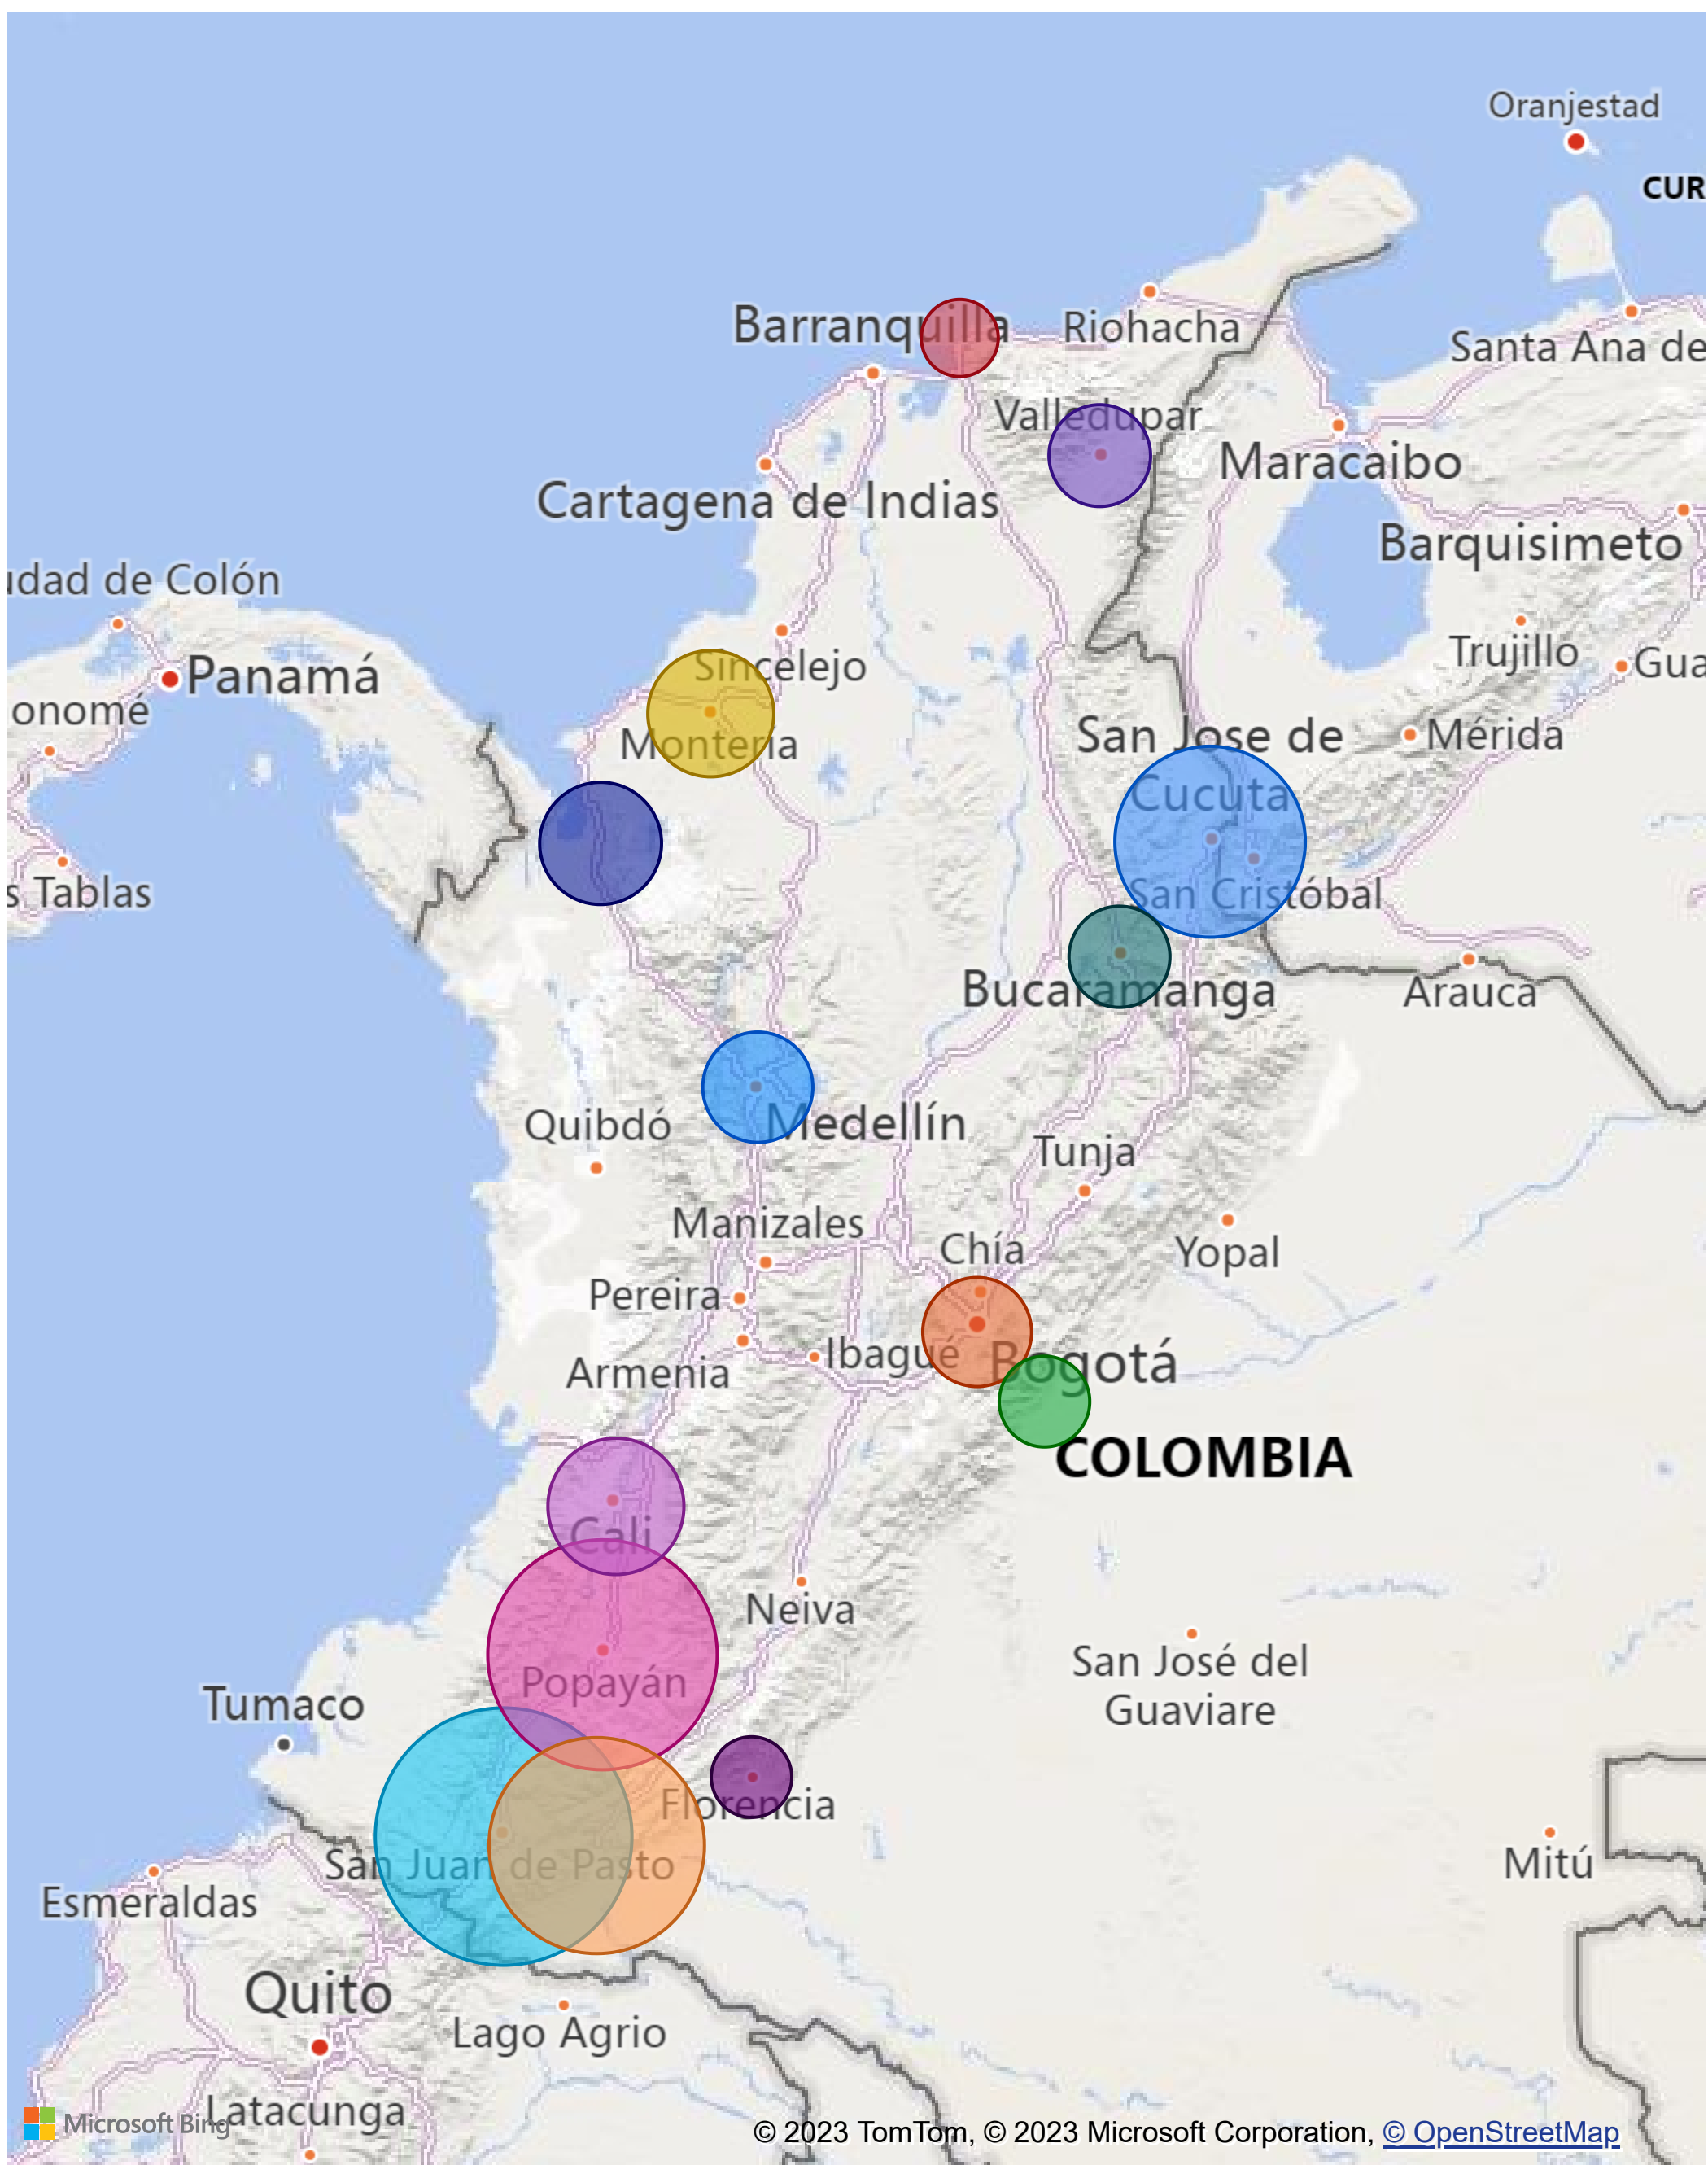 Oranjestad
CUR
Barranquilla
Riohacha
Santa Ana de
Valledupar
Maracaibo
Cartagena de Indias
Barquisimeto
udad de Colón
Trujillo
Gua
Sincelejo
Panamá
onomé
Montería
San Jose de
Cucuta
Mérida
s Tablas
San Cristóbal
Bucaramanga
Arauca
Quibdó
Medellín
Tunja
Manizales
Chía
Yopal
Pereira
Ibagué
Bogotá
Armenia
COLOMBIA
Cali
Neiva
San José del
Guaviare
Popayán
Tumaco
Florencia
San Juan de Pasto
Mitú
Esmeraldas
Quito
Lago Agrio
Latacunga
Microsoft Bing
© 2023 TomTom, © 2023 Microsoft Corporation, © OpenStreetMap